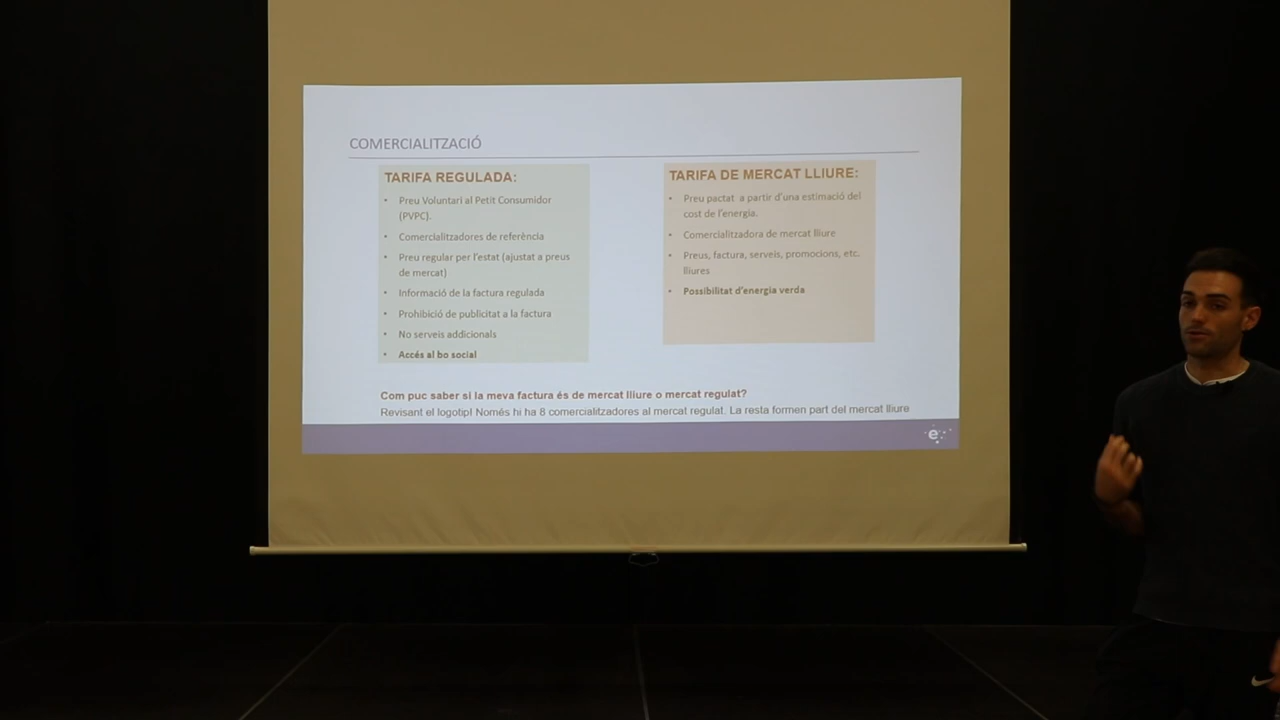 COMERCIALITZACIÓ
TARIFA REGULADA:
• Preu Voluntari al Petit Consumidor
(PVPC).
• Comercialitzadores de referència
• Preu regular per l'estat (ajustat a preus
de mercat)
• Informació de la factura regulada
• Prohibició de publicitat a la factura
• No serveis addicionals
• Accés al bo social
TARIFA DE MERCAT LLIURE:
• Preu pactat a partir d'una estimació del
cost de l'energia.
• Comercialitzadora de mercat lliure
• Preus, factura, serveis, promocions, etc.
lliures
• Possibilitat d'energia verda
Com puc saber si la meva factura és de mercat lliure o mercat regulat?
Revisant el logotip! Només hi ha 8 comercialitzadores al mercat regulat. La resta formen part del mercat lliure
e